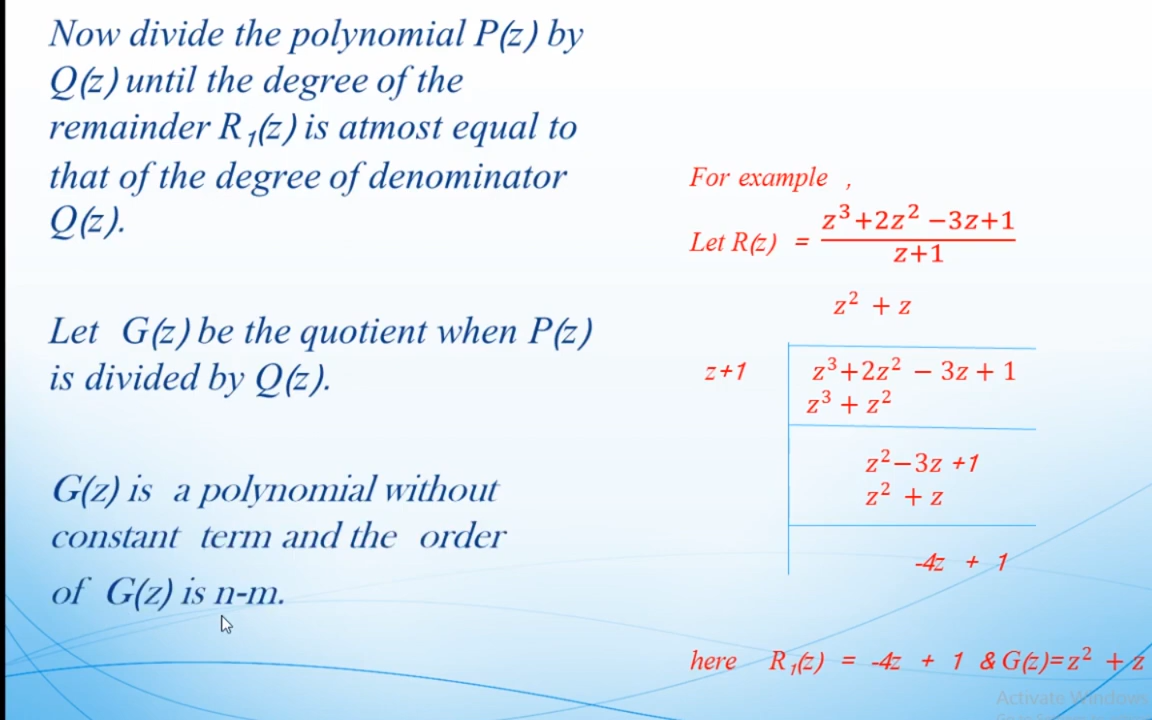 Now divide the polynomial P(z) by
Q(z) until the degree of the
remainder R₁(z) is atmost equal to
that of the degree of denominator
Q(z).
Let G(z) be the quotient when P(z)
is divided by Q(z).
G(z) is a polynomial without
constant term and the order
of G(z) is n-m.
For example ,
z³+2z² −3z+1
Let R(z) =
z+1
z² + z
z+1 z³+2z² − 3z + 1
z³ + z²
z²−3z +1
z² + z
-4z + 1
here R₁(z) = -4z + 1 & G(z)=z² + z
Activate Windows